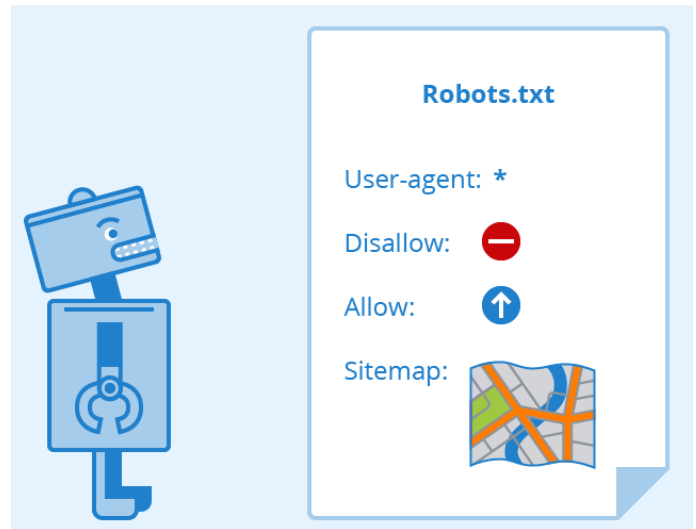 Robots.txt
User-agent: *
Disallow:
Allow:
Sitemap: